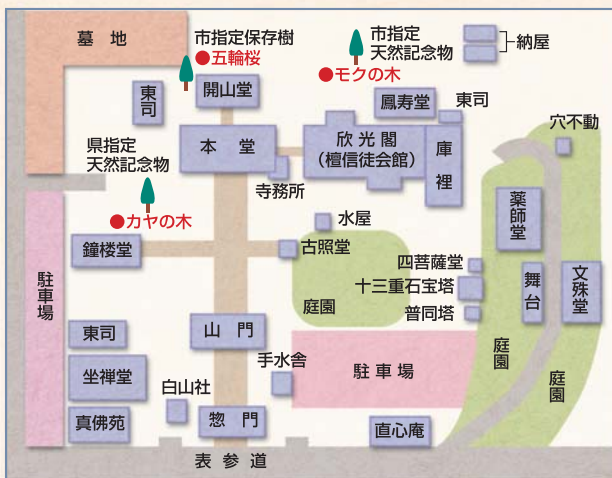 墓地
市指定保存樹
●五輪桜
市指定
天然記念物
●モクの木
納屋
東司
開山堂
鳳寿堂
東司
穴不動
本堂
欣光閣
(檀信徒会館)
庫裡
県指定
天然記念物
●カヤの木
寺務所
薬師堂
水屋
鐘楼堂
古照堂
四菩薩堂
十三重石宝塔
普同塔
舞台
文殊堂
駐車場
庭園
山門
東司
手水舎
駐車場
庭園
庭園
坐禅堂
白山社
真佛苑
惣門
直心庵
表参道